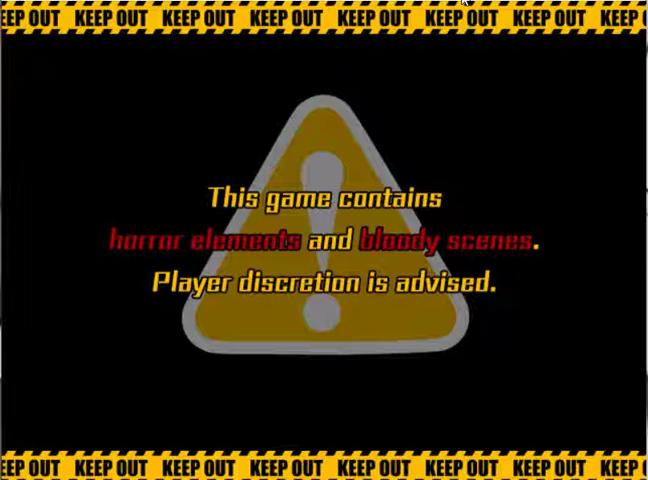 EEP OUT KEEP OUT KEEP OUT KEEP OUT KEEP OUT KEEP OUT KEEP OUT
This game contains
horror elements and bloody scenes.
Player discretion is advised.
EEP OUT KEEP OUT KEEP OUT KEEP OUT KEEP OUT KEEP OUT KEEP OUT